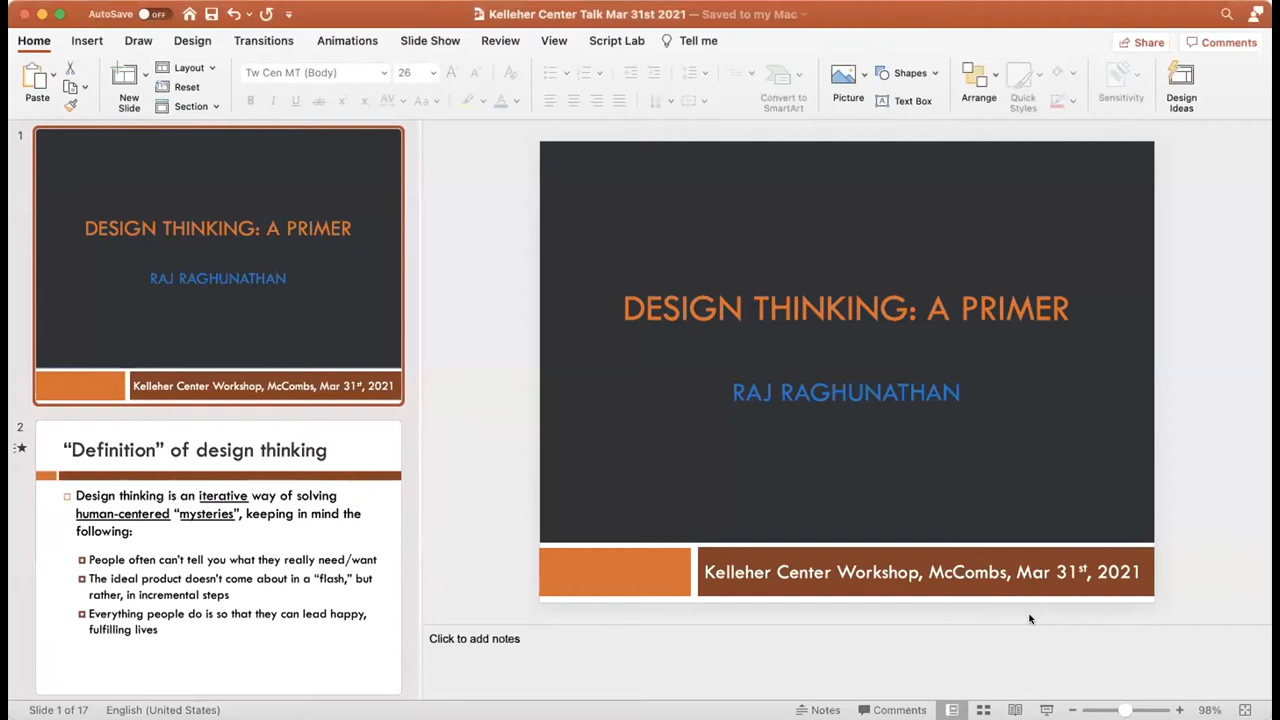 AutoSave OFF
Kelleher Center Talk Mar 31st 2021 — Saved to my Mac
Home Insert Draw Design Transitions Animations Slide Show Review View Script Lab Tell me
Share Comments
Paste
New
Slide
Layout
Reset
Section
Tw Cen MT (Body) 26
Convert to
SmartArt
Picture
Shapes
Text Box
Arrange
Quick
Styles
Sensitivity
Design
Ideas
1
DESIGN THINKING: A PRIMER
RAJ RAGHUNATHAN
Kelleher Center Workshop, McCombs, Mar 31st, 2021
2
“Definition” of design thinking
Design thinking is an iterative way of solving
human-centered “mysteries”, keeping in mind the
following:
People often can't tell you what they really need/want
The ideal product doesn't come about in a “flash,” but
rather, in incremental steps
Everything people do is so that they can lead happy,
fulfilling lives
DESIGN THINKING: A PRIMER
RAJ RAGHUNATHAN
Kelleher Center Workshop, McCombs, Mar 31st, 2021
Click to add notes
Slide 1 of 17 English (United States) Notes Comments 98%